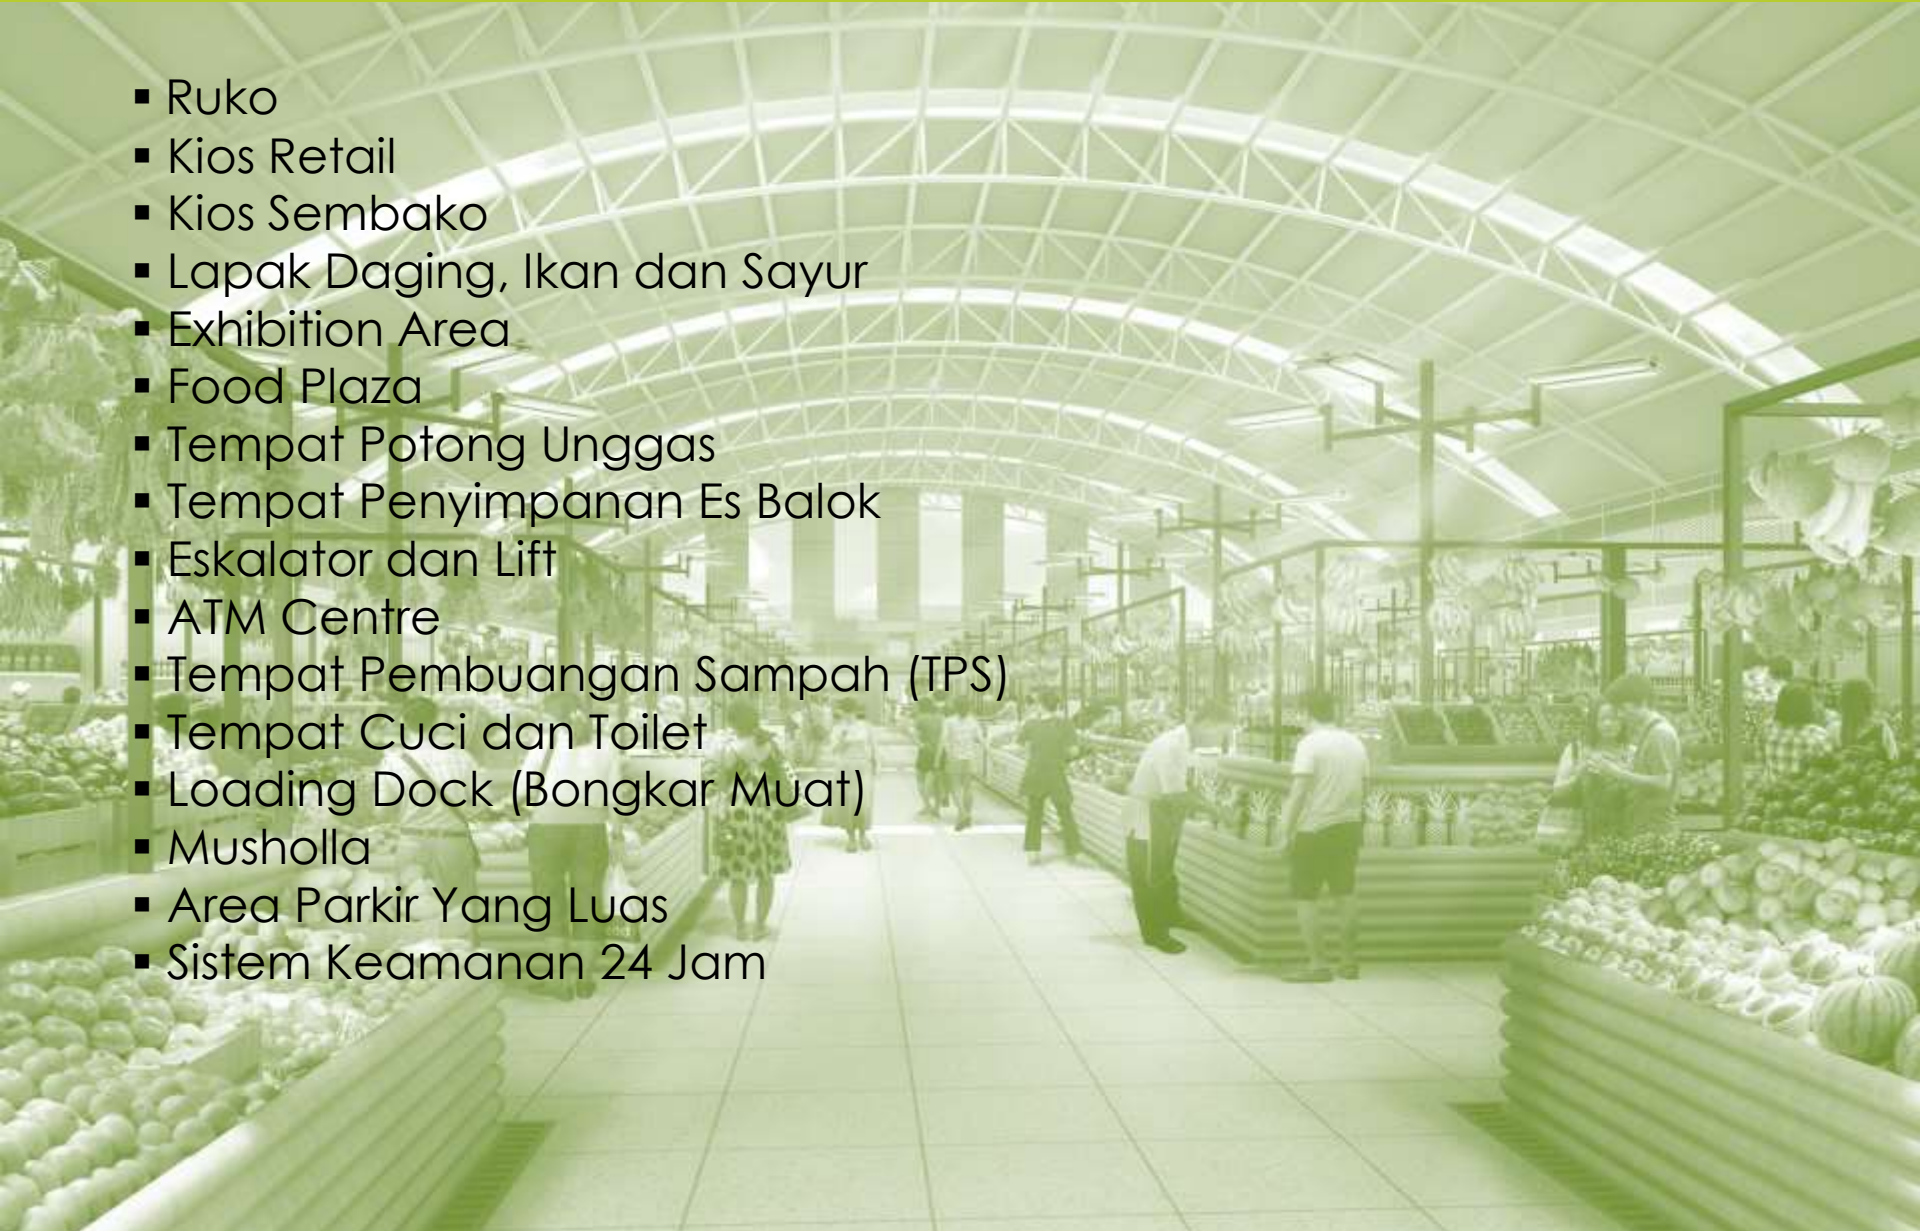 ▪ Ruko
▪ Kios Retail
▪ Kios Sembako
▪ Lapak Daging, Ikan dan Sayur
▪ Exhibition Area
▪ Food Plaza
▪ Tempat Potong Unggas
▪ Tempat Penyimpanan Es Balok
▪ Eskalator dan Lift
▪ ATM Centre
▪ Tempat Pembuangan Sampah (TPS)
▪ Tempat Cuci dan Toilet
▪ Loading Dock (Bongkar Muat)
▪ Musholla
▪ Area Parkir Yang Luas
▪ Sistem Keamanan 24 Jam